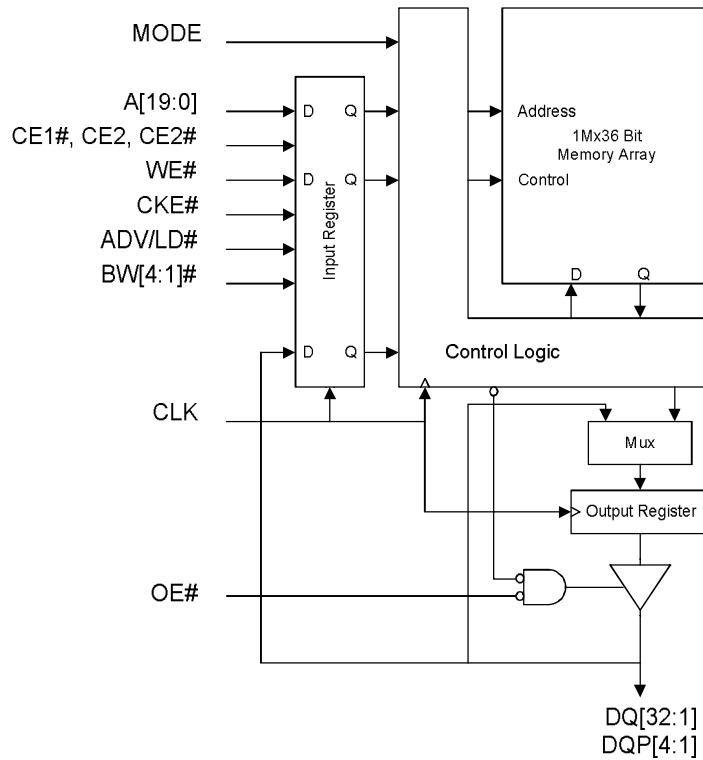 MODE
A[19:0]
CE1#, CE2, CE2#
WE#
CKE#
ADV/LD#
BW[4:1]#
CLK
OE#
D Q
D Q
D Q
Input Register
Address
1Mx36 Bit
Memory Array
Control
D Q
Control Logic
Mux
Output Register
DQ[32:1]
DQP[4:1]